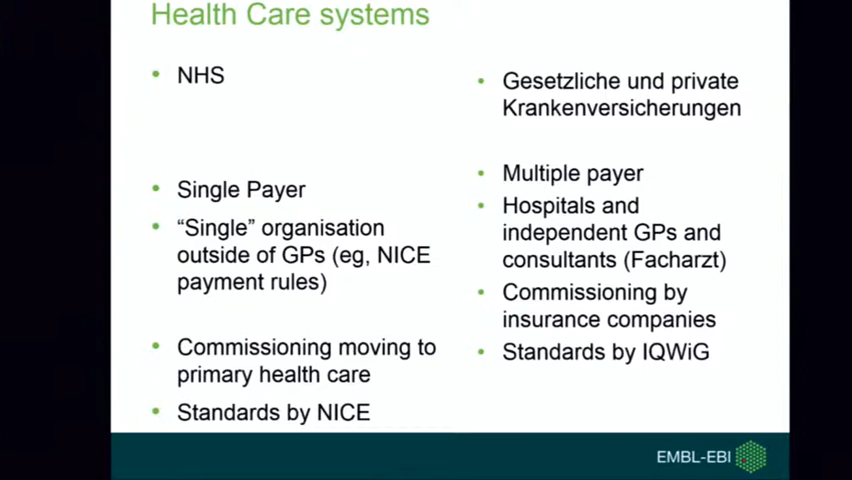 Health Care systems
• NHS
• Single Payer
• “Single” organisation
outside of GPs (eg, NICE
payment rules)
• Commissioning moving to
primary health care
• Standards by NICE
• Gesetzliche und private
Krankenversicherungen
• Multiple payer
• Hospitals and
independent GPs and
consultants (Facharzt)
• Commissioning by
insurance companies
• Standards by IQWiG
EMBL-EBI